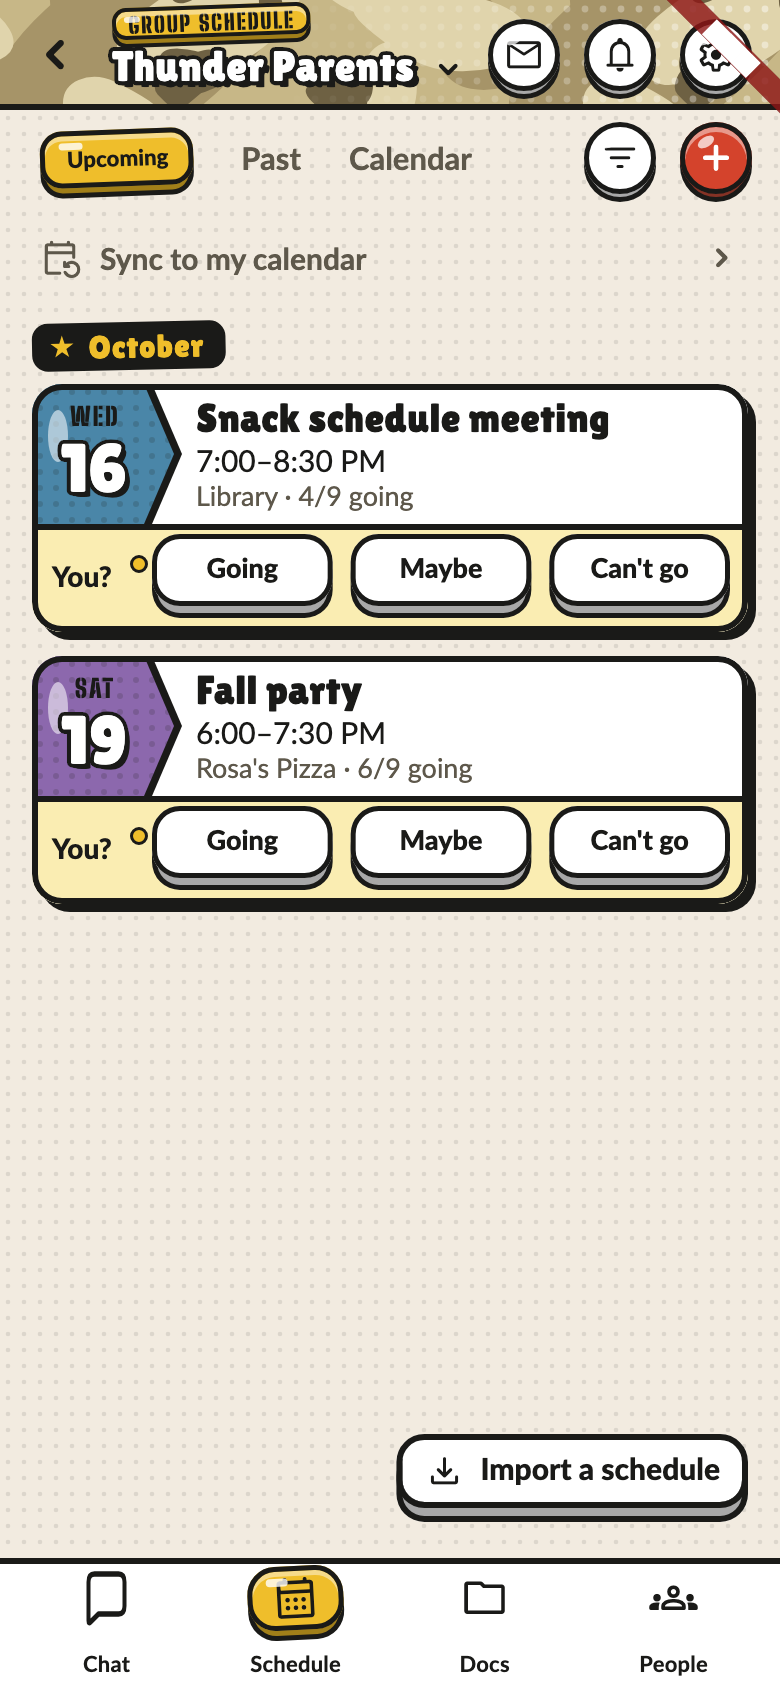 GROUP SCHEDULE
Thunder Parents
Upcoming
Past
Calendar
Sync to my calendar
★ October
WED
16
Snack schedule meeting
7:00–8:30 PM
Library · 4/9 going
You?
Going
Maybe
Can't go
SAT
19
Fall party
6:00–7:30 PM
Rosa's Pizza · 6/9 going
You?
Going
Maybe
Can't go
Import a schedule
Chat
Schedule
Docs
People